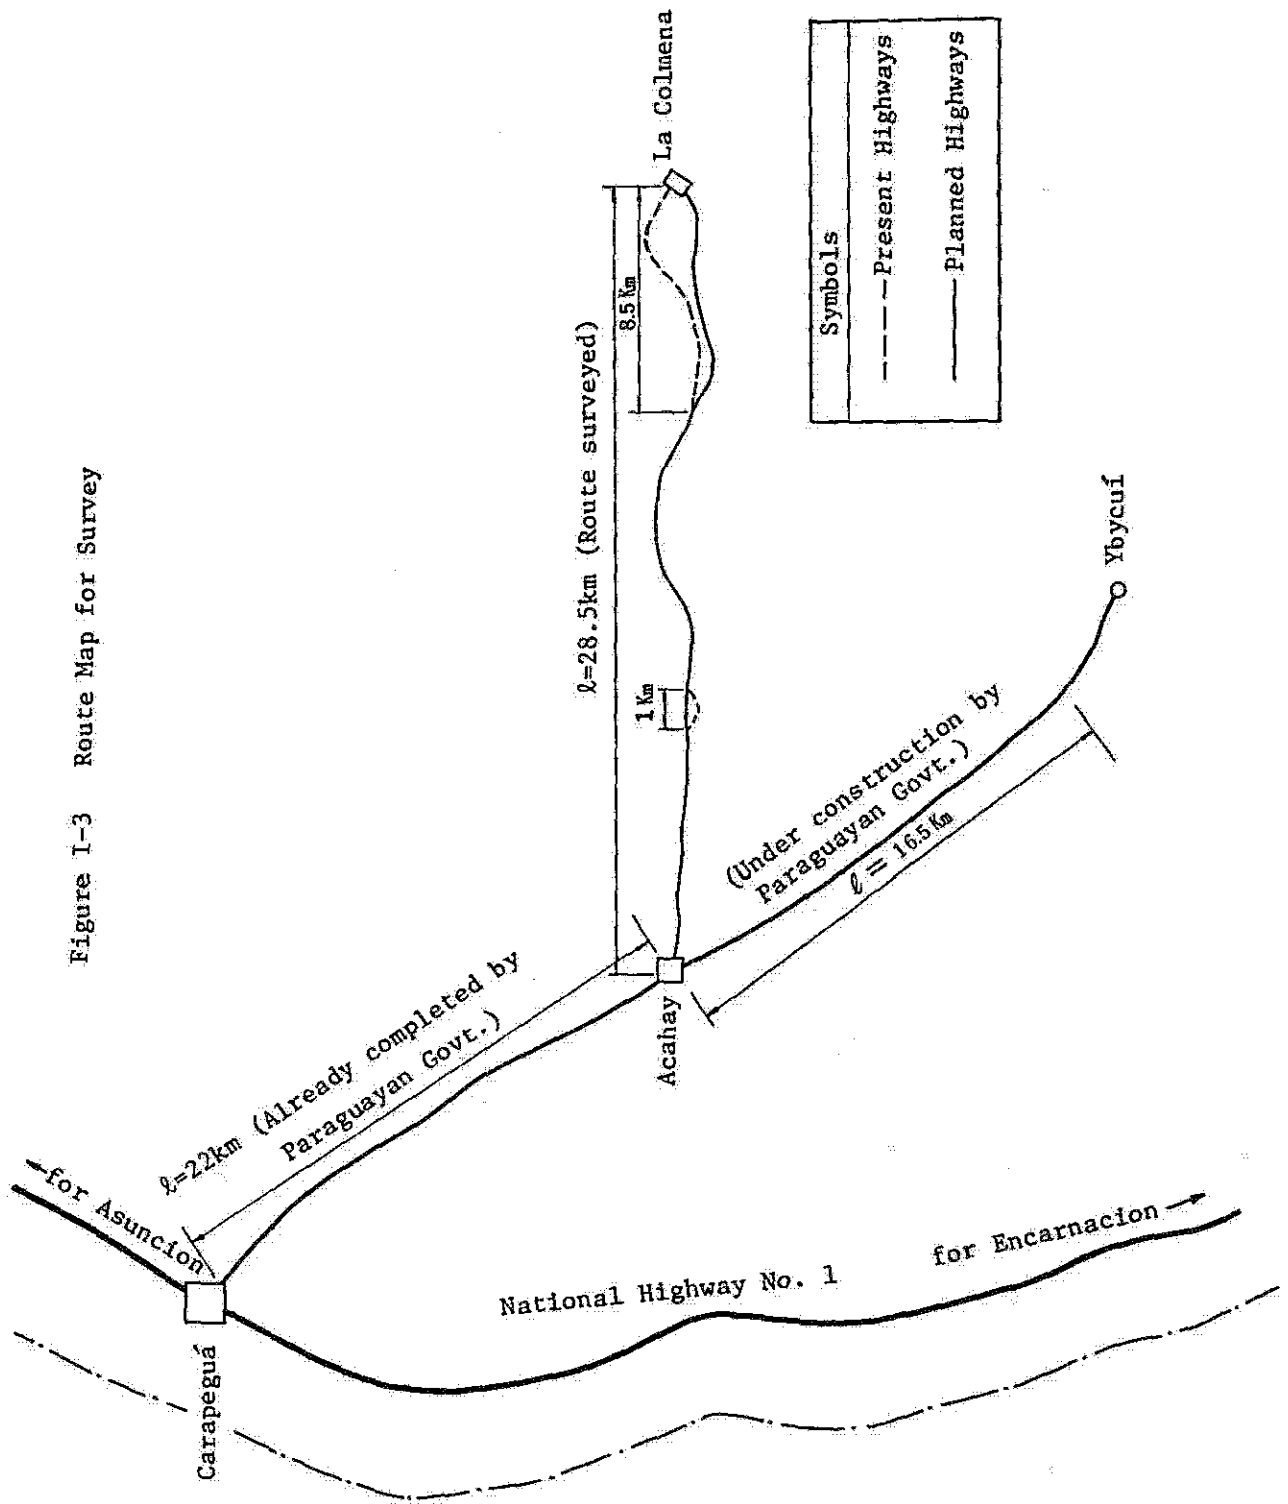 Figure 1-3   Route Map for Survey
for Asuncion
Carapeguá
ℓ=22km (Already completed by
Paraguayan Govt.)
National Highway No. 1
for Encarnacion
Acahay
(Under construction by
Paraguayan Govt.)
ℓ = 16.5 Km
Ybycuí
ℓ=28.5km (Route surveyed)
1 Km
8.5 Km
La Colmena
Symbols
Present Highways
Planned Highways